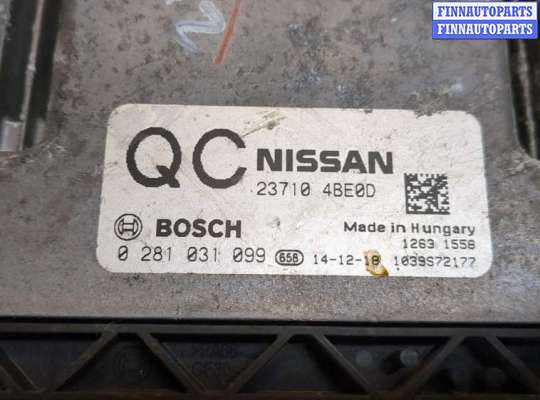 FINNAUTOPARTS
FINNAUTOPARTS
FINNAUTOPARTS
QC NISSAN
23710 4BE0D
BOSCH
Made in Hungary
1263 1558
0 281 031 099 658 14-12-18 1039S72177